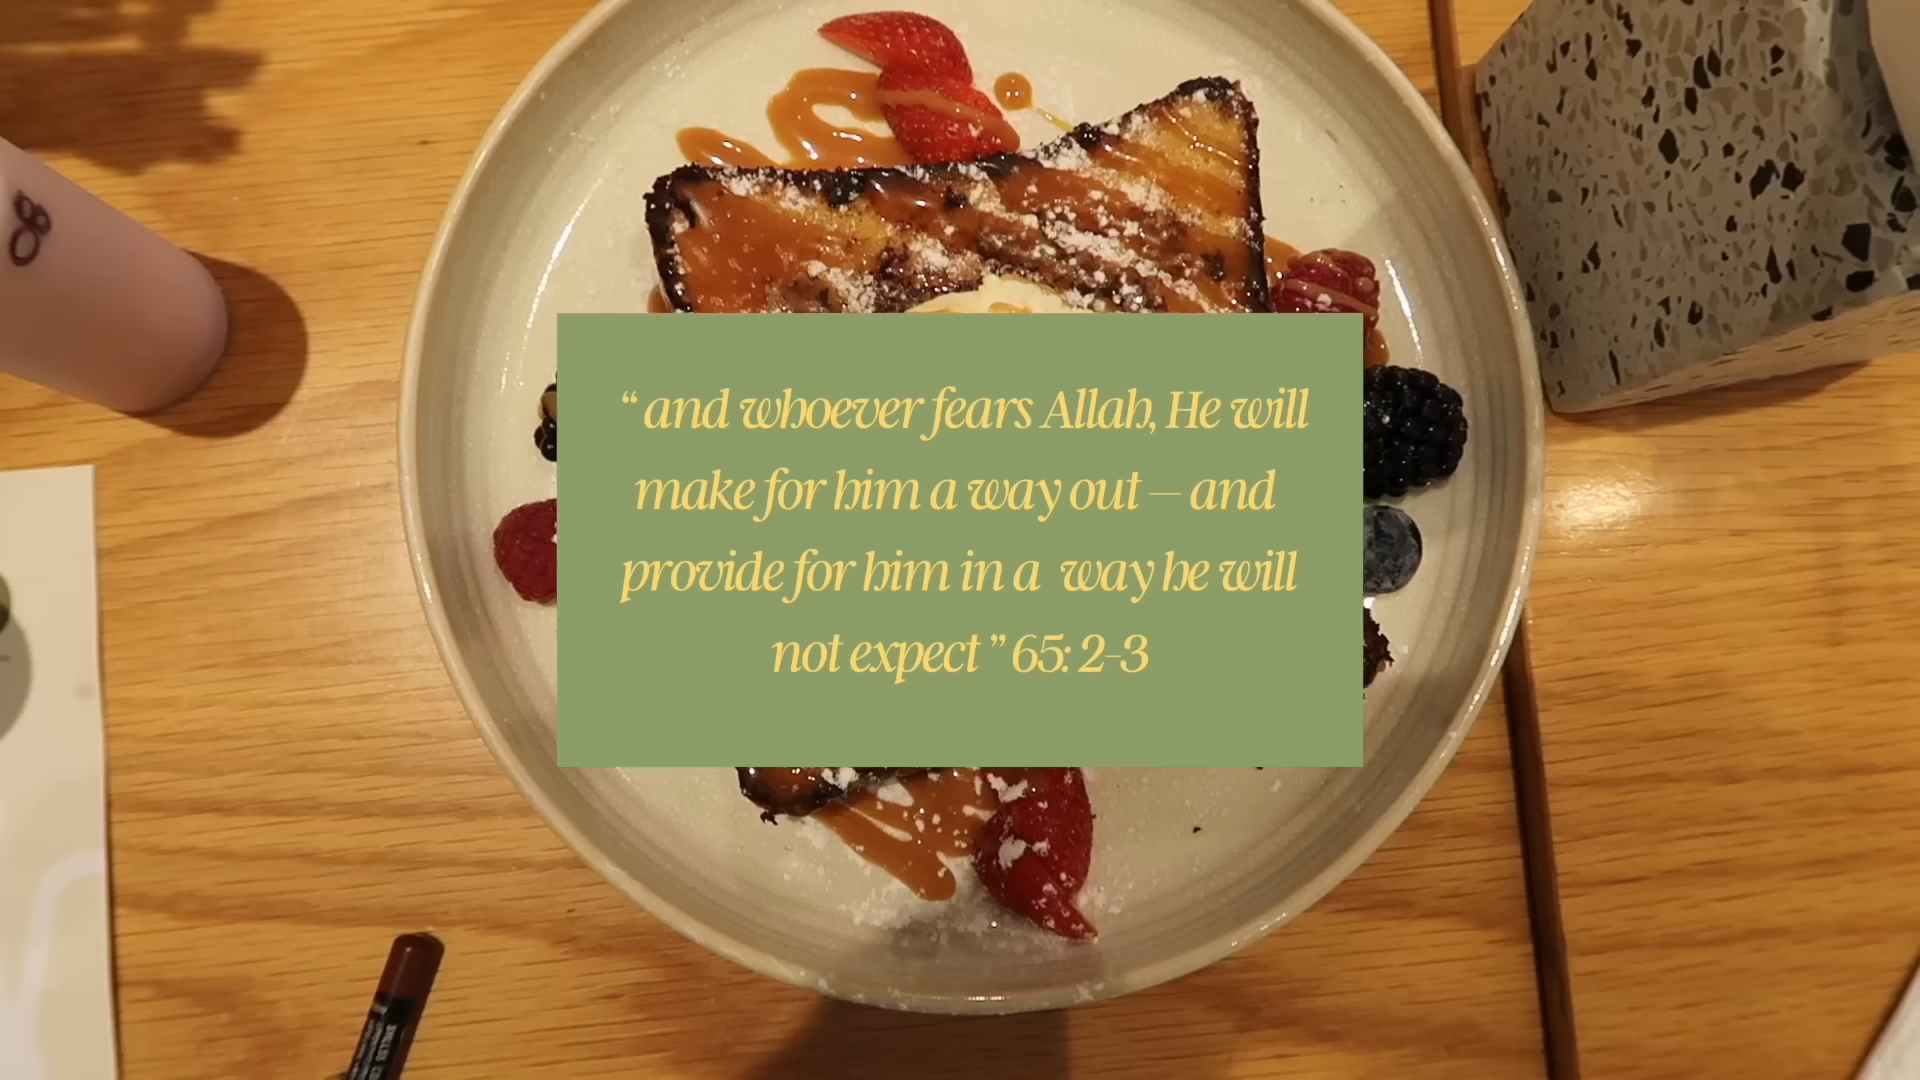 “ and whoever fears Allah, He will
make for him a way out – and
provide for him in a way he will
not expect ” 65: 2-3